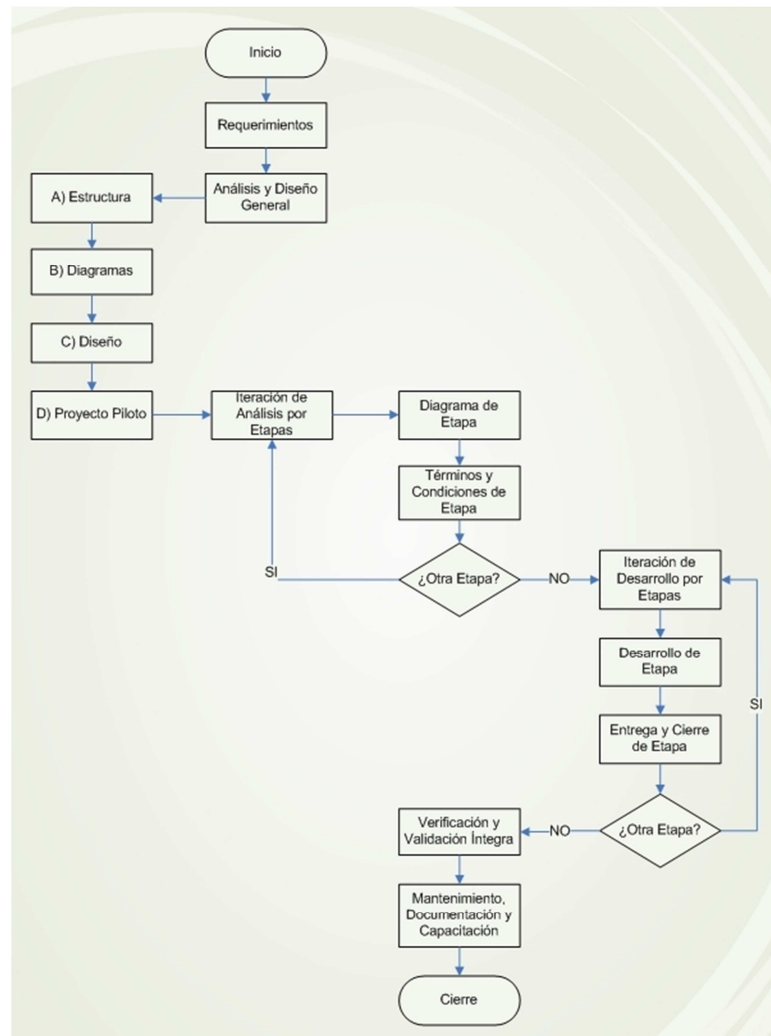 Inicio
Requerimientos
Análisis y Diseño
General
A) Estructura
B) Diagramas
C) Diseño
D) Proyecto Piloto
Iteración de
Análisis por
Etapas
Diagrama de
Etapa
Términos y
Condiciones de
Etapa
¿Otra Etapa?
SI
NO
Iteración de
Desarrollo por
Etapas
Desarrollo de
Etapa
Entrega y Cierre
de Etapa
¿Otra Etapa?
SI
NO
Verificación y
Validación Íntegra
Mantenimiento,
Documentación y
Capacitación
Cierre